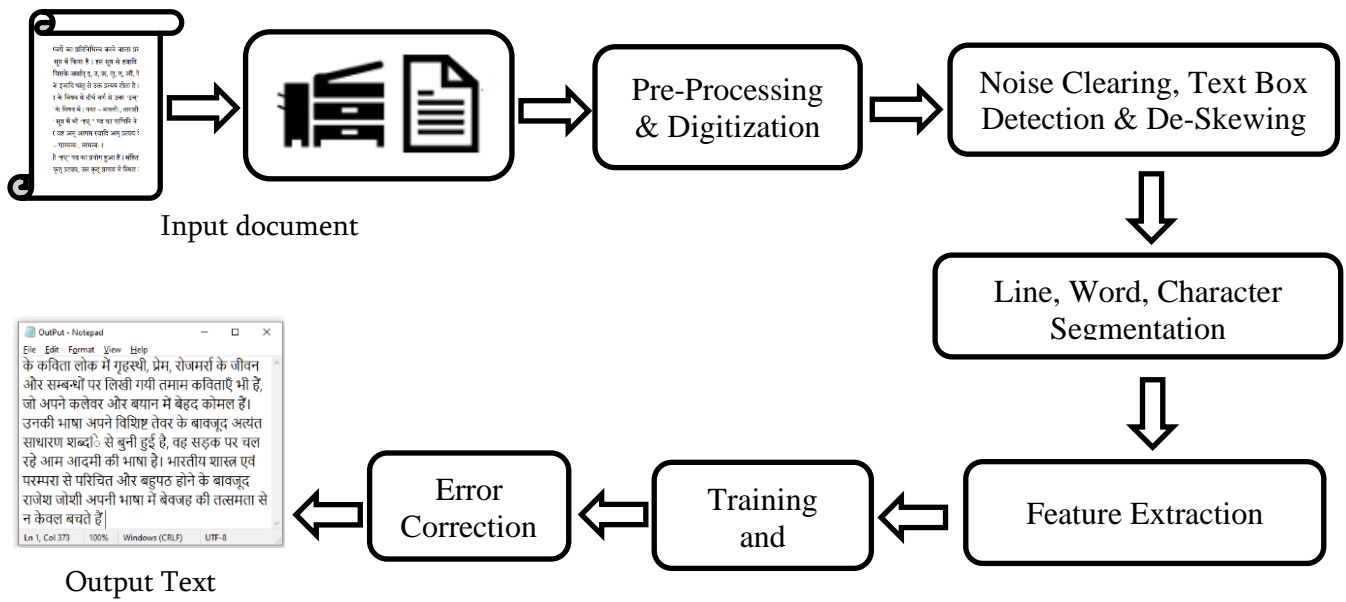 Input document
Pre-Processing
& Digitization
Noise Clearing, Text Box
Detection & De-Skewing
Line, Word, Character
Segmentation
Feature Extraction
Training
and
Error
Correction
OutPut - Notepad
File Edit Format View Help
के कविता लोक में गृहस्थी, प्रेम, रोजमर्रा के जीवन
और सम्बन्धों पर लिखी गयी तमाम कविताएँ भी हैं,
जो अपने कलेवर और बयान में बेहद कोमल हैं।
उनकी भाषा अपने विशिष्ट तेवर के बावजूद अत्यंत
साधारण शब्दांे से बुनी हुई है, वह सड़क पर चल
रहे आम आदमी की भाषा है। भारतीय शास्त्र एवं
परम्परा से परिचित और बहुपठ होने के बावजूद
राजेश जोशी अपनी भाषा में बेवजह की तत्समता से
न केवल बचते हैं
Ln 1, Col 373 100% Windows (CRLF) UTF-8
Output Text